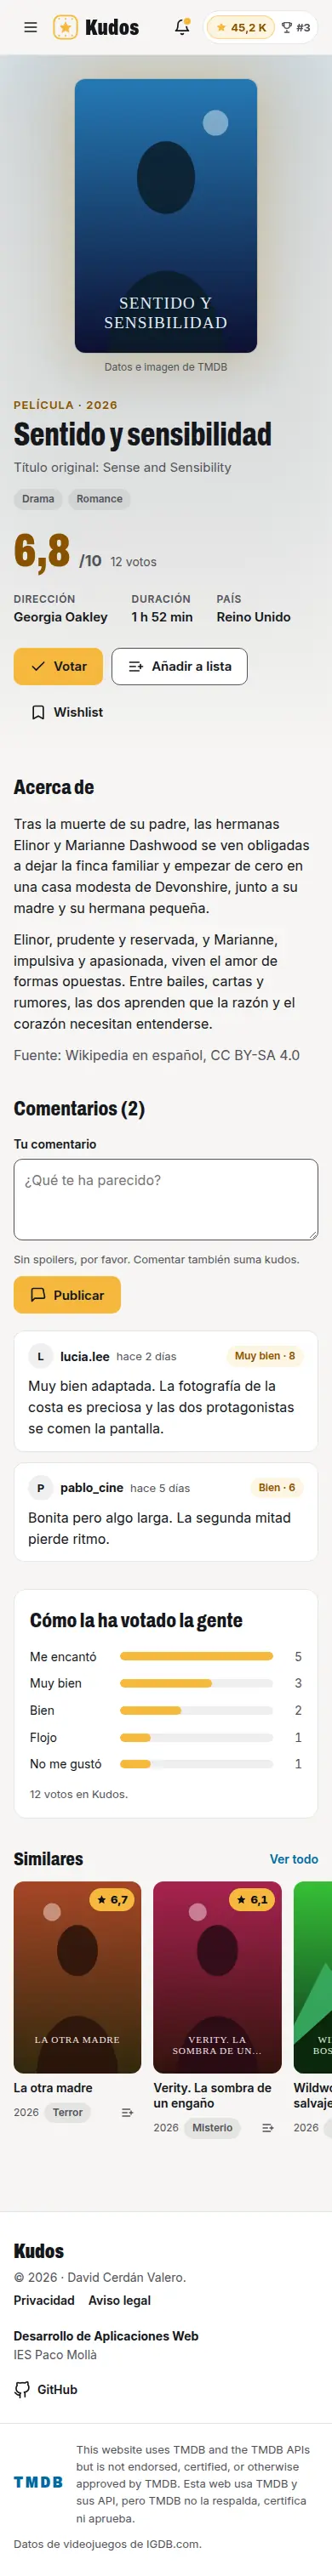 Kudos
45,2 K
#3
SENTIDO Y
SENSIBILIDAD
Datos e imagen de TMDB
PELÍCULA · 2026
Sentido y sensibilidad
Título original: Sense and Sensibility
Drama
Romance
6,8 /10 12 votos
DIRECCIÓN
Georgia Oakley
DURACIÓN
1 h 52 min
PAÍS
Reino Unido
Votar
Añadir a lista
Wishlist
Acerca de
Tras la muerte de su padre, las hermanas
Elinor y Marianne Dashwood se ven obligadas
a dejar la finca familiar y empezar de cero en
una casa modesta de Devonshire, junto a su
madre y su hermana pequeña.
Elinor, prudente y reservada, y Marianne,
impulsiva y apasionada, viven el amor de
formas opuestas. Entre bailes, cartas y
rumores, las dos aprenden que la razón y el
corazón necesitan entenderse.
Fuente: Wikipedia en español, CC BY-SA 4.0
Comentarios (2)
Tu comentario
¿Qué te ha parecido?
Sin spoilers, por favor. Comentar también suma kudos.
Publicar
L lucia.lee hace 2 días Muy bien · 8
Muy bien adaptada. La fotografía de la
costa es preciosa y las dos protagonistas
se comen la pantalla.
P pablo_cine hace 5 días Bien · 6
Bonita pero algo larga. La segunda mitad
pierde ritmo.
Cómo la ha votado la gente
Me encantó 5
Muy bien 3
Bien 2
Flojo 1
No me gustó 1
12 votos en Kudos.
Similares
Ver todo
6,7
LA OTRA MADRE
La otra madre
2026 Terror
6,1
VERITY. LA
SOMBRA DE UN...
Verity. La sombra de
un engaño
2026 Misterio
WI
BOS
Wildwo
salvaje
2026
Kudos
© 2026 · David Cerdán Valero.
Privacidad Aviso legal
Desarrollo de Aplicaciones Web
IES Paco Mollà
GitHub
TMDB
This website uses TMDB and the TMDB APIs
but is not endorsed, certified, or otherwise
approved by TMDB. Esta web usa TMDB y
sus API, pero TMDB no la respalda, certifica
ni aprueba.
Datos de videojuegos de IGDB.com.